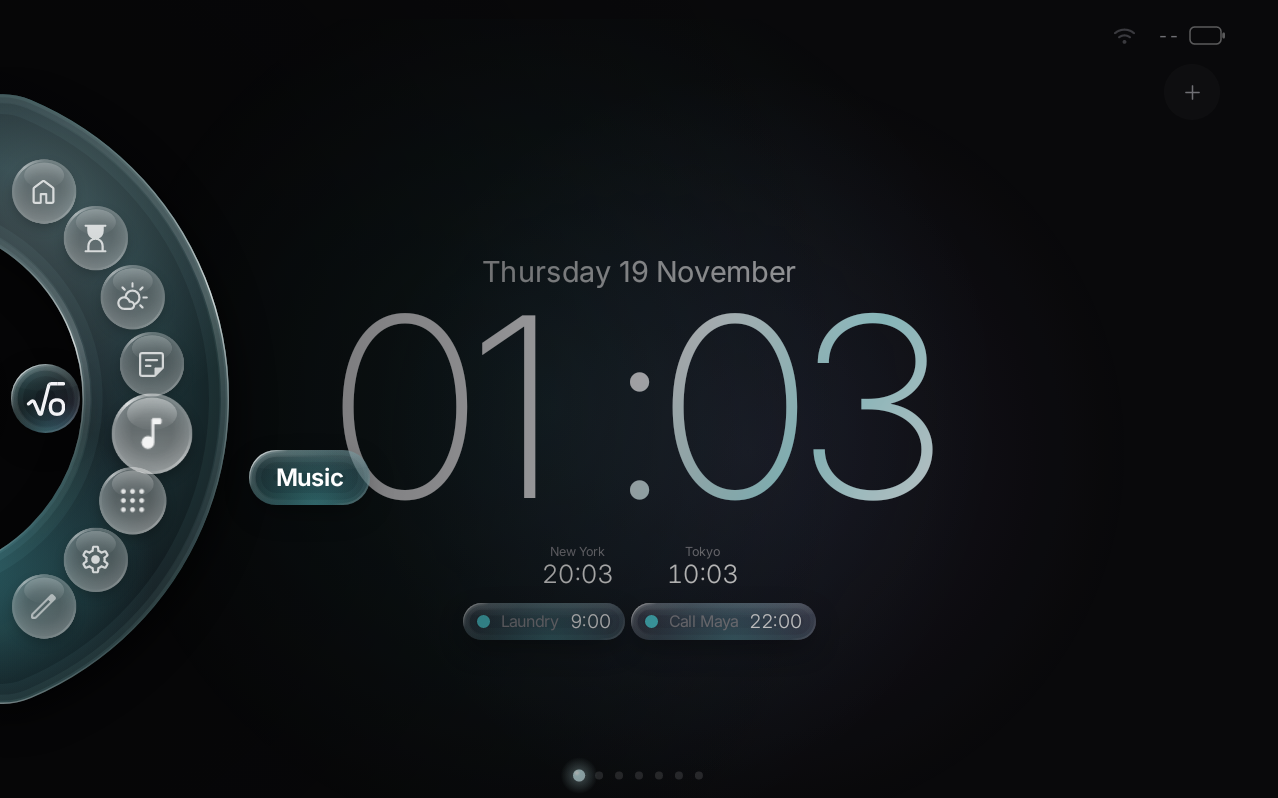 --
Thursday 19 November
01:03
Music
New York
20:03
Tokyo
10:03
Laundry 9:00
Call Maya 22:00